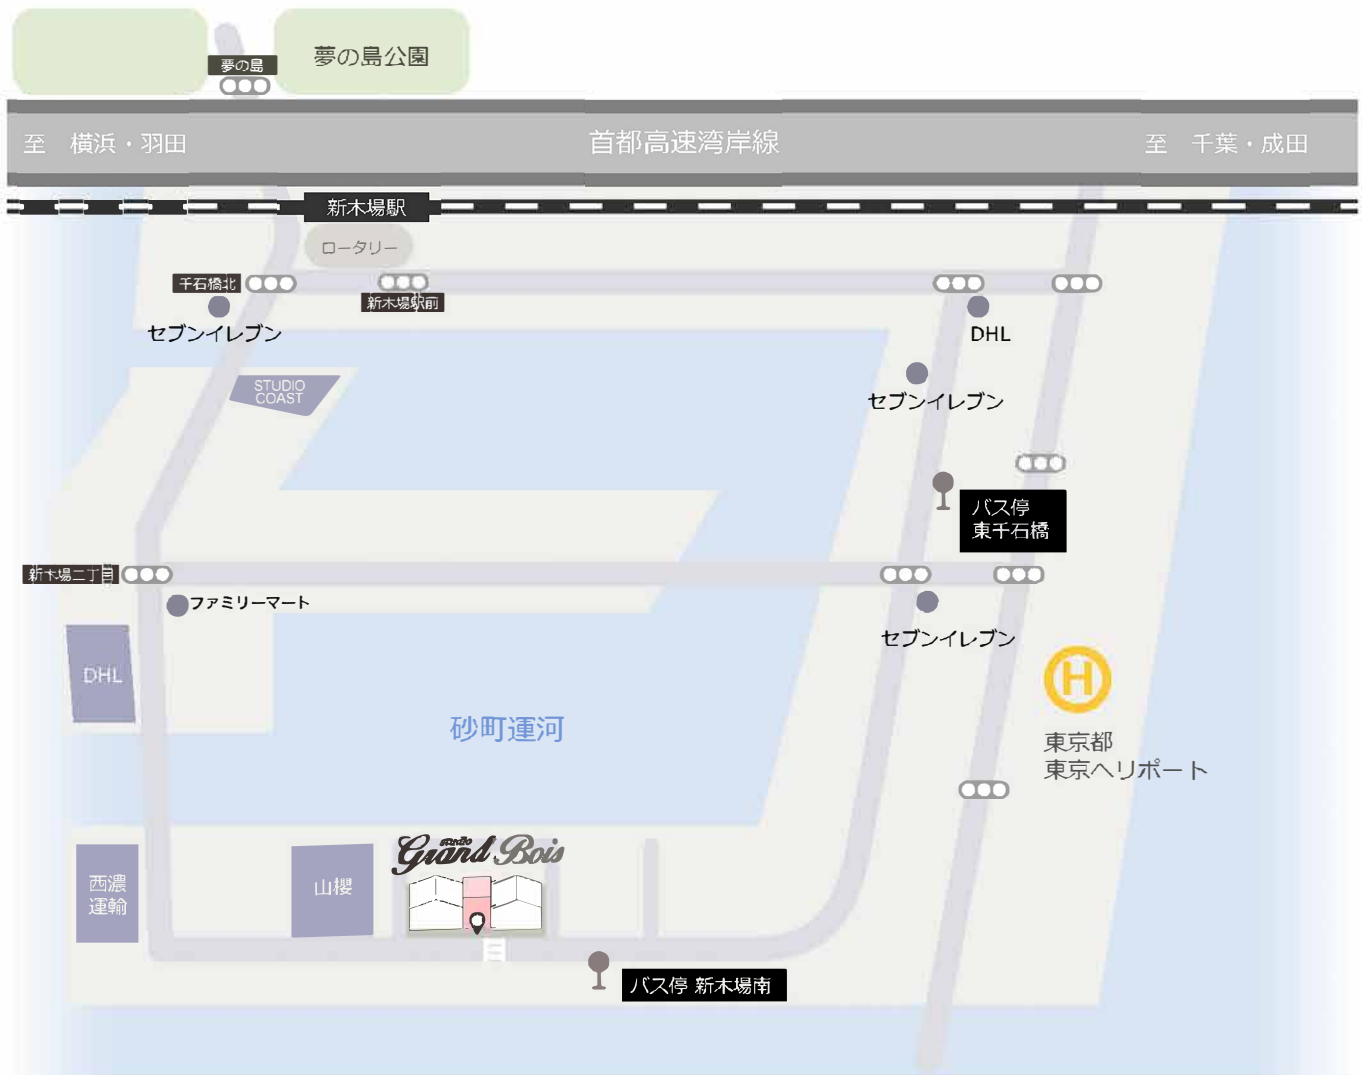 夢の島公園
夢の島
至 横浜・羽田
首都高速湾岸線
至 千葉・成田
新木場駅
ロータリー
千石橋北
新木場駅前
セブンイレブン
DHL
STUDIO
COAST
セブンイレブン
バス停
東千石橋
新木場二丁目
ファミリーマート
セブンイレブン
DHL
砂町運河
H
東京都
東京ヘリポート
studio
Grand Bois
西濃
運輸
山櫻
バス停 新木場南